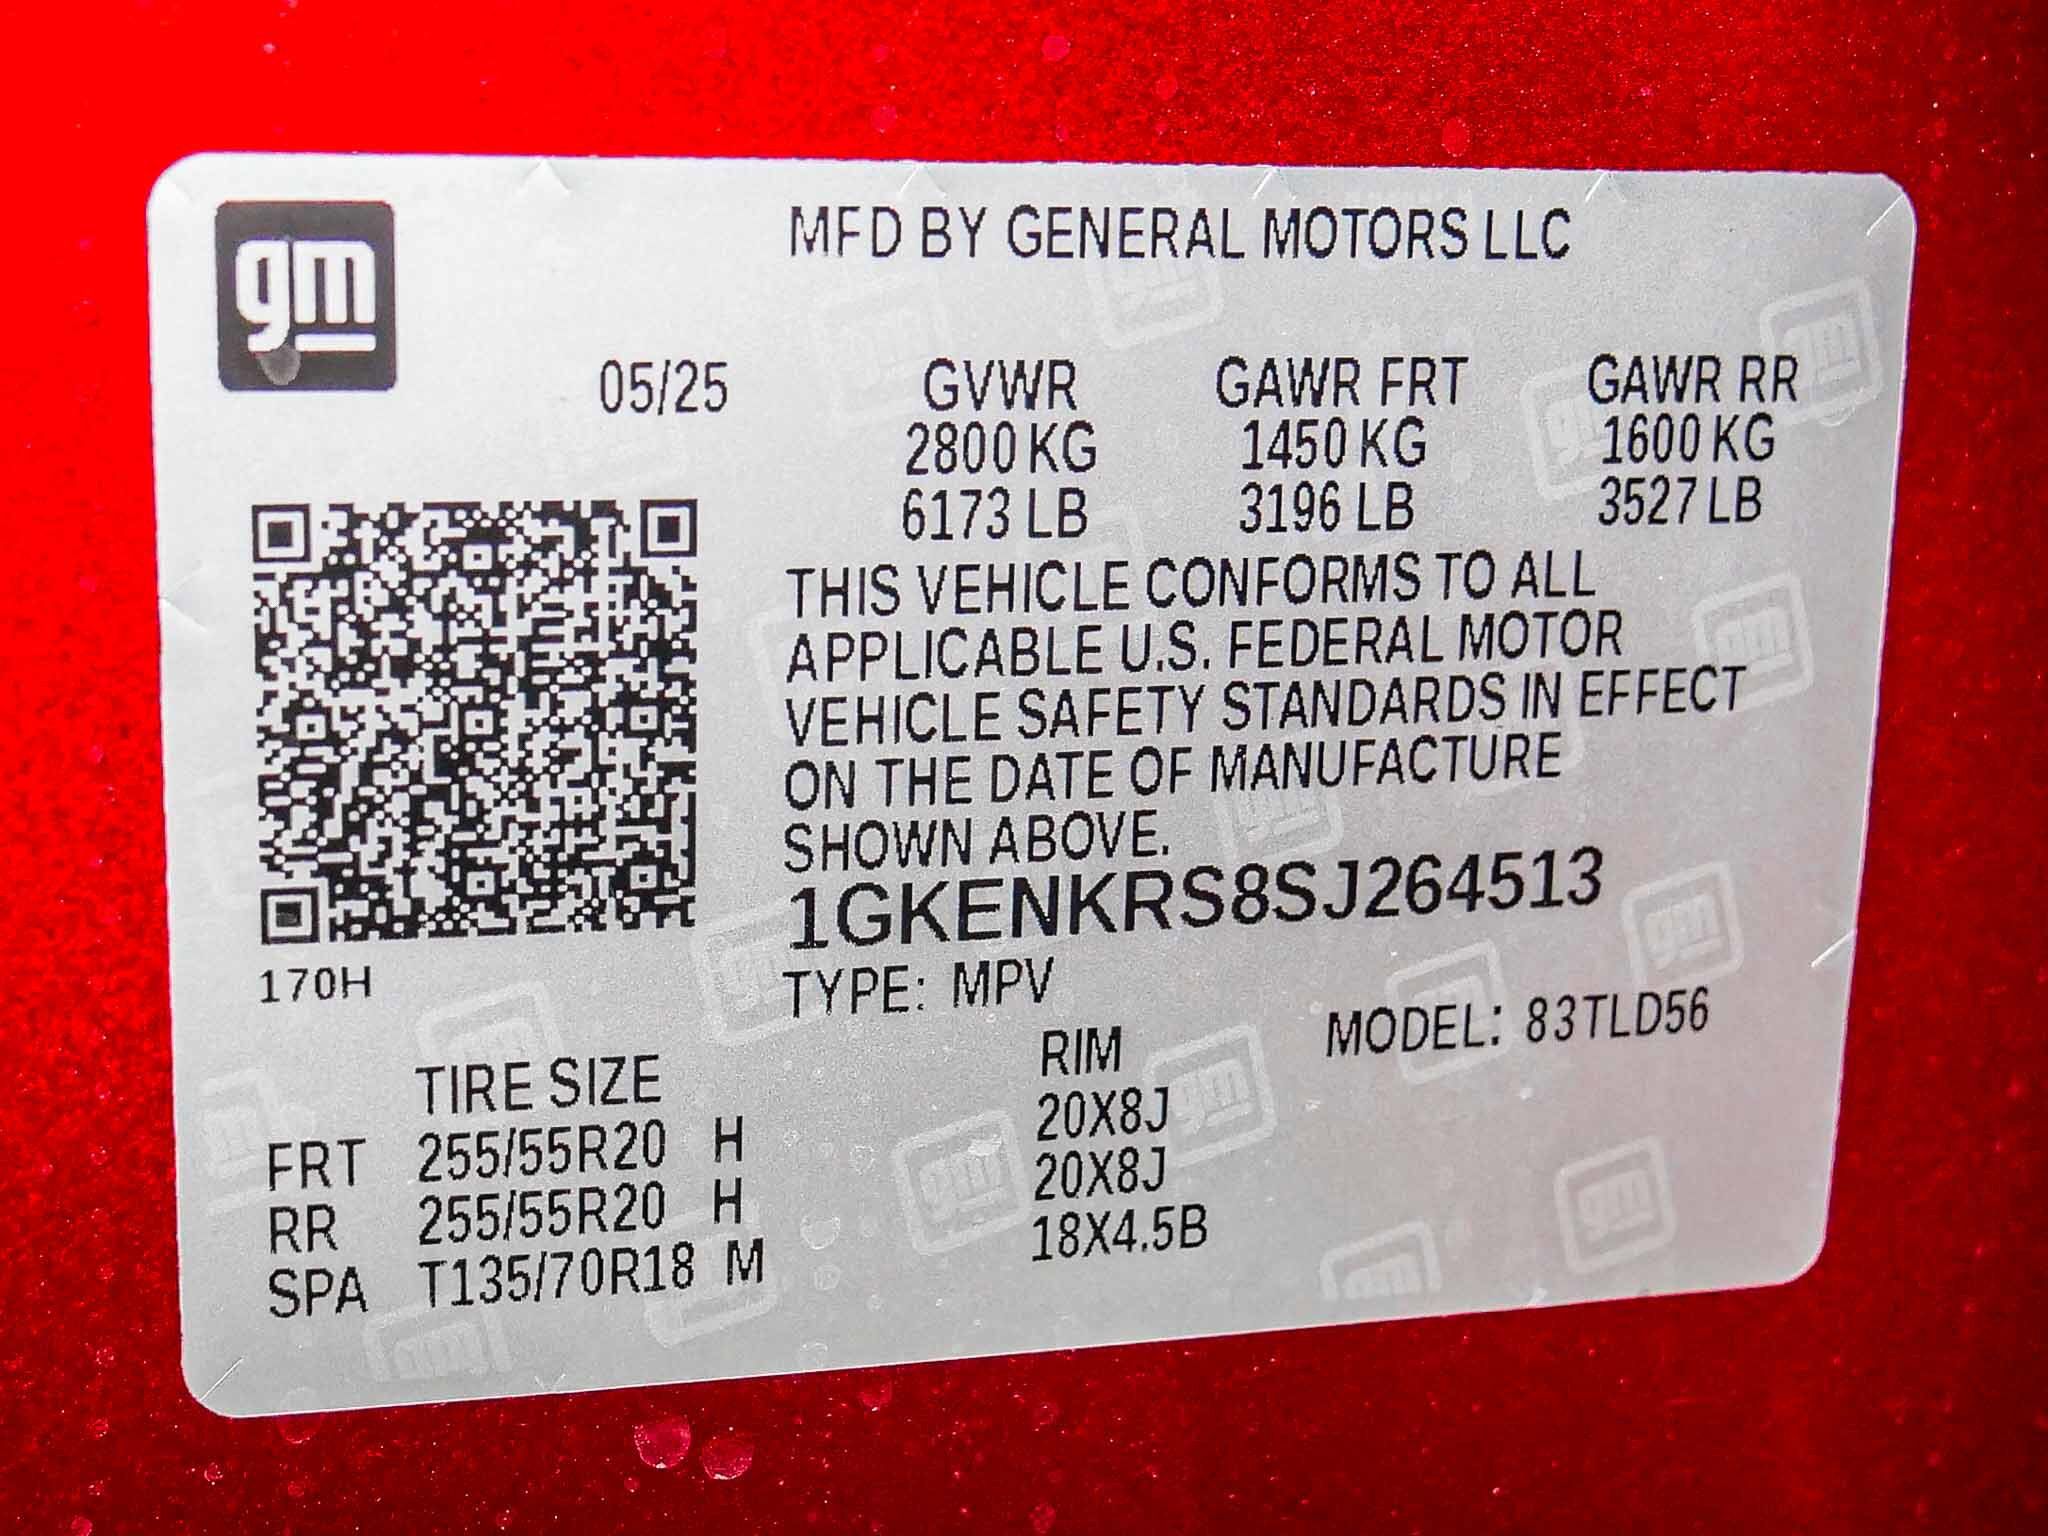 gm
MFD BY GENERAL MOTORS LLC
05/25 GVWR GAWR FRT GAWR RR
2800 KG 1450 KG 1600 KG
6173 LB 3196 LB 3527 LB
THIS VEHICLE CONFORMS TO ALL
APPLICABLE U.S. FEDERAL MOTOR
VEHICLE SAFETY STANDARDS IN EFFECT
ON THE DATE OF MANUFACTURE
SHOWN ABOVE.
1GKENKRS8SJ264513
170H
TYPE: MPV MODEL: 83TLD56
TIRE SIZE RIM
FRT 255/55R20 H 20X8J
RR 255/55R20 H 20X8J
SPA T135/70R18 M 18X4.5B